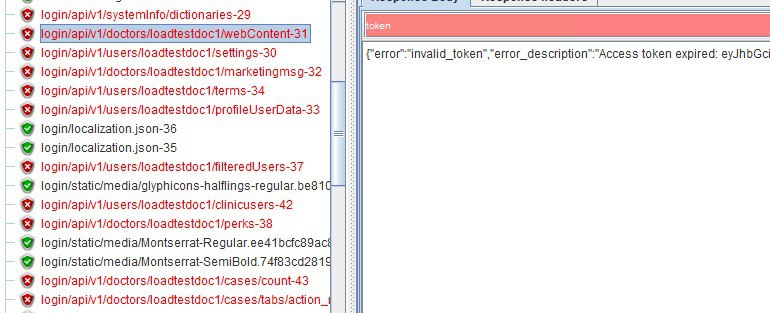 Response Body
Response headers
login/api/v1/systemInfo/dictionaries-29
login/api/v1/doctors/loadtestdoc1/webContent-31
login/api/v1/users/loadtestdoc1/settings-30
login/api/v1/doctors/loadtestdoc1/marketingmsg-32
login/api/v1/users/loadtestdoc1/terms-34
login/api/v1/users/loadtestdoc1/profileUserData-33
login/localization.json-36
login/localization.json-35
login/api/v1/users/loadtestdoc1/filteredUsers-37
login/static/media/glyphicons-halflings-regular.be810
login/api/v1/users/loadtestdoc1/clinicusers-42
login/api/v1/doctors/loadtestdoc1/perks-38
login/static/media/Montserrat-Regular.ee41bcfc89ac8
login/static/media/Montserrat-SemiBold.74f83cd2819
login/api/v1/doctors/loadtestdoc1/cases/count-43
login/api/v1/doctors/loadtestdoc1/cases/tabs/action_
token
{"error":"invalid_token","error_description":"Access token expired: eyJhbGci